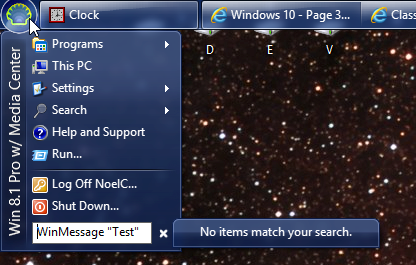 Clock
Windows 10 - Page 3...
Class
D
E
V
Programs
This PC
Settings
Search
Help and Support
Run...
Log Off NoelC...
Shut Down...
WinMessage "Test"
No items match your search.
Win 8.1 Pro w/ Media Center